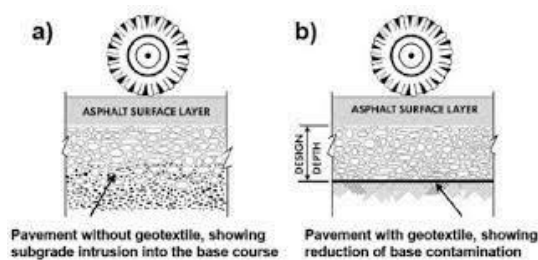 a)
ASPHALT SURFACE LAYER
Pavement without geotextile, showing
subgrade intrusion into the base course
b)
ASPHALT SURFACE LAYER
DESIGN
DEPTH
Pavement with geotextile, showing
reduction of base contamination